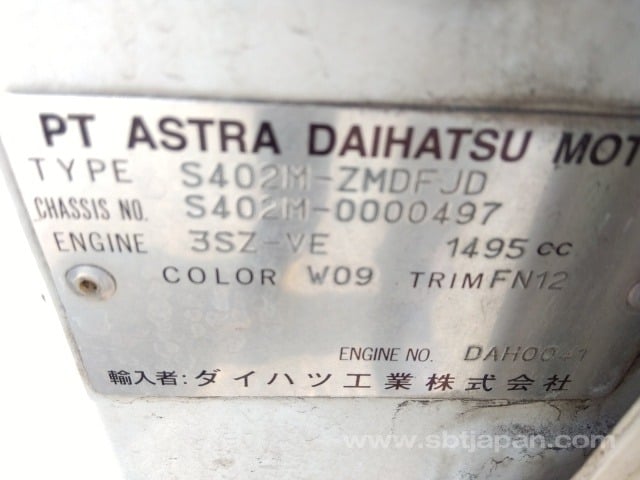 PT ASTRA DAIHATSU MOT
TYPE S402M-ZMDFJD
CHASSIS NO. S402M-0000497
ENGINE 3SZ-VE 1495 cc
COLOR W09 TRIM FN12
ENGINE NO.
輸入者:ダイハツ工業株式会社
www.sbtjapan.com